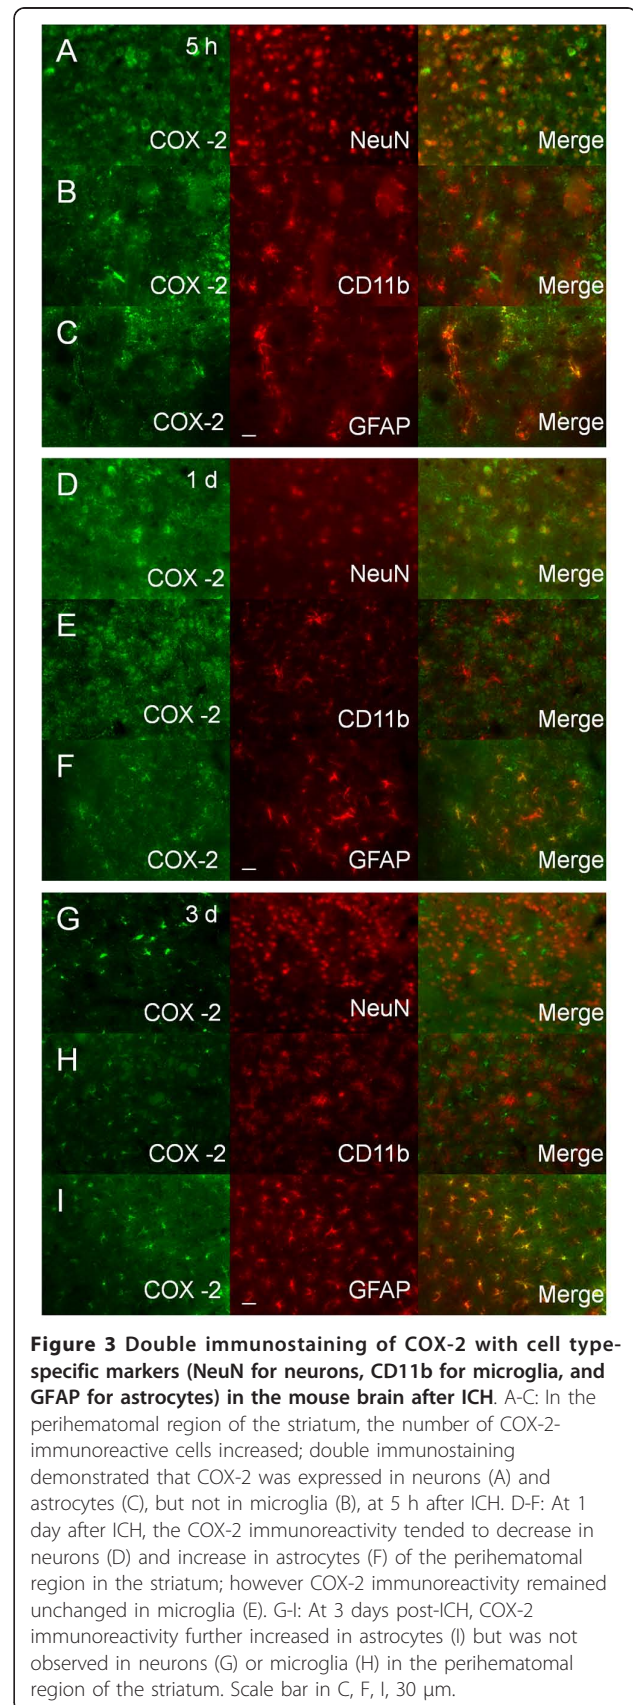 A 5 h COX -2 NeuN Merge
B COX -2 CD11b Merge
C COX-2 GFAP Merge
D 1 d COX -2 NeuN Merge
E COX -2 CD11b Merge
F COX-2 GFAP Merge
G 3 d COX -2 NeuN Merge
H COX -2 CD11b Merge
I COX -2 GFAP Merge
Figure 3 Double immunostaining of COX-2 with cell type-
specific markers (NeuN for neurons, CD11b for microglia, and
GFAP for astrocytes) in the mouse brain after ICH. A-C: In the
perihematomal region of the striatum, the number of COX-2-
immunoreactive cells increased; double immunostaining
demonstrated that COX-2 was expressed in neurons (A) and
astrocytes (C), but not in microglia (B), at 5 h after ICH. D-F: At 1
day after ICH, the COX-2 immunoreactivity tended to decrease in
neurons (D) and increase in astrocytes (F) of the perihematomal
region in the striatum; however COX-2 immunoreactivity remained
unchanged in microglia (E). G-I: At 3 days post-ICH, COX-2
immunoreactivity further increased in astrocytes (I) but was not
observed in neurons (G) or microglia (H) in the perihematomal
region of the striatum. Scale bar in C, F, I, 30 μm.